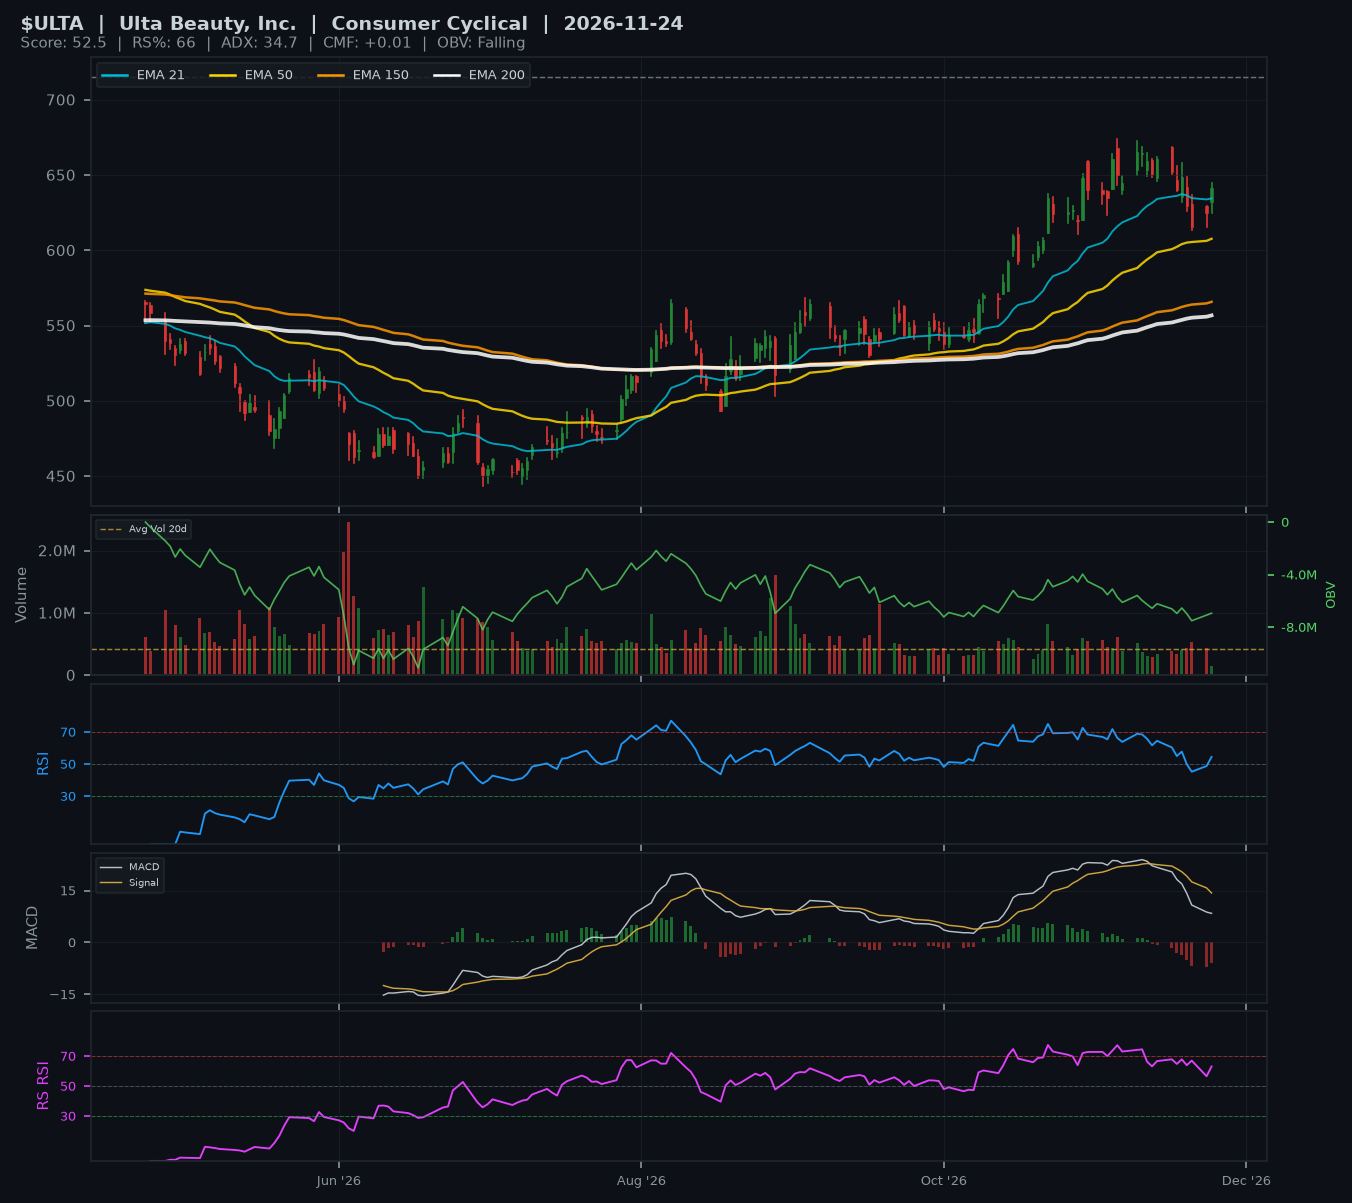 $ULTA | Ulta Beauty, Inc. | Consumer Cyclical | 2026-11-24
Score: 52.5 | RS%: 66 | ADX: 34.7 | CMF: +0.01 | OBV: Falling
EMA 21 EMA 50 EMA 150 EMA 200
700
650
600
550
500
450
Avg Vol 20d
Volume
2.0M
1.0M
0
0
-4.0M
-8.0M
OBV
RSI
70
50
30
MACD
Signal
MACD
15
0
−15
RS RSI
70
50
30
Jun '26 Aug '26 Oct '26 Dec '26